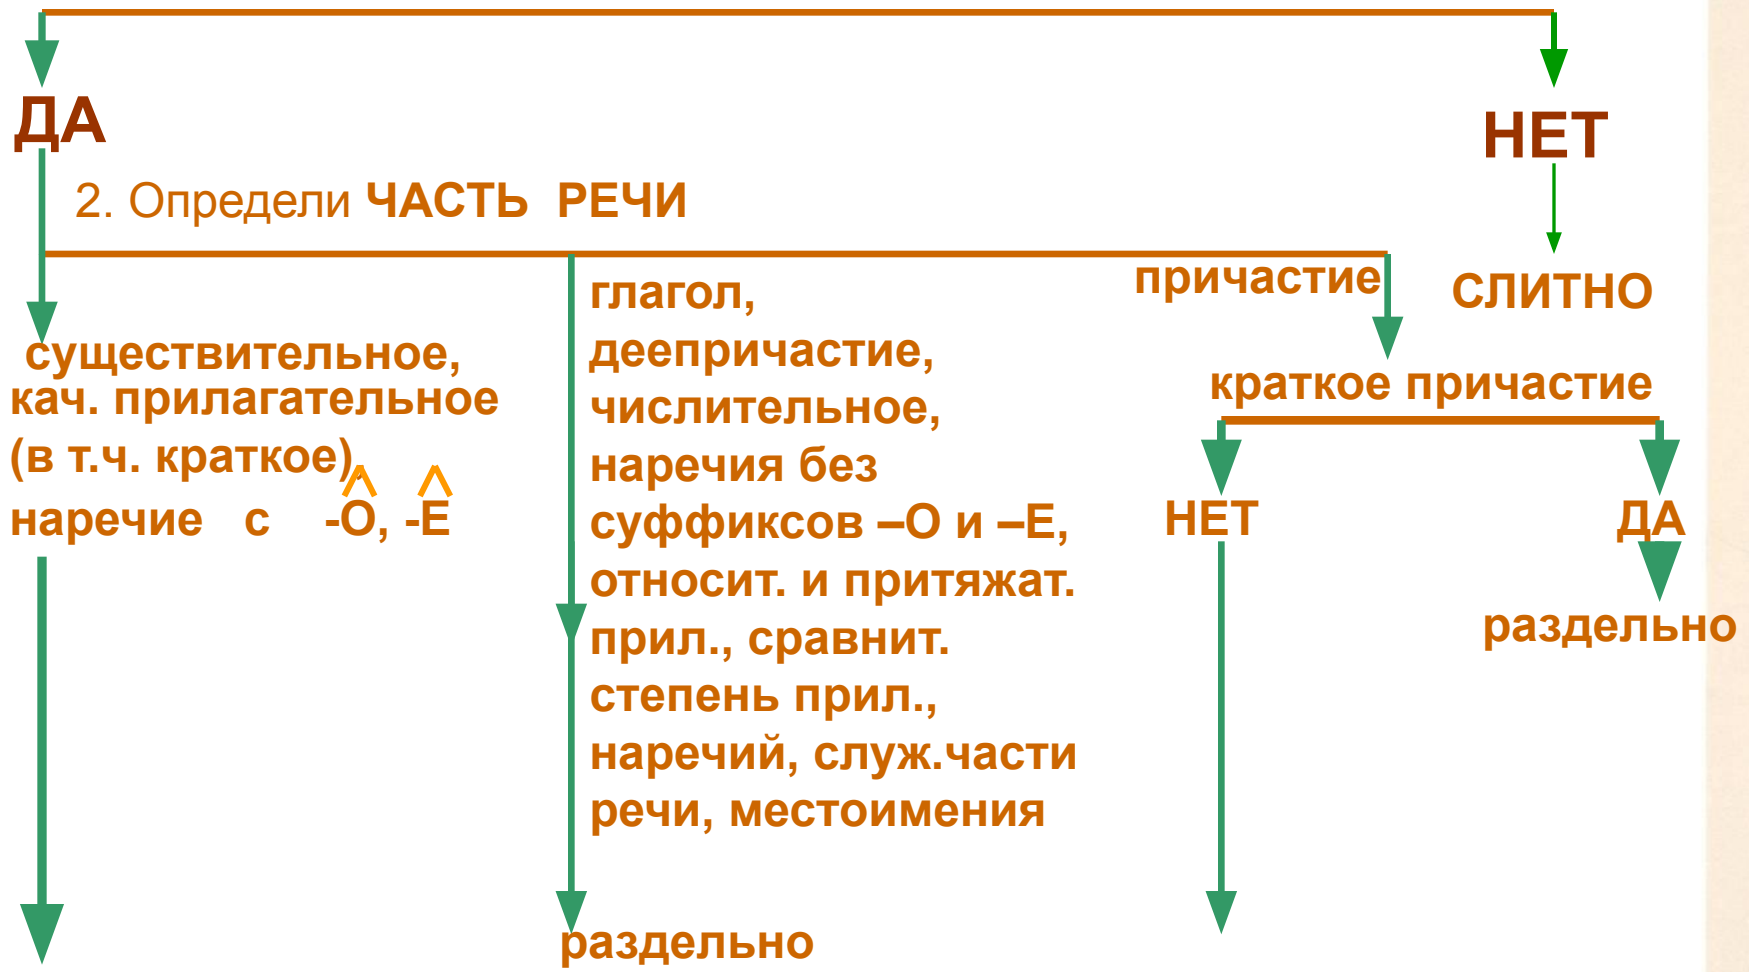 ДА
НЕТ
2. Определи ЧАСТЬ РЕЧИ
существительное,
кач. прилагательное
(в т.ч. краткое)
наречие с -О, -Е
глагол,
деепричастие,
числительное,
наречия без
суффиксов –О и –Е,
относит. и притяжат.
прил., сравнит.
степень прил.,
наречий, служ.части
речи, местоимения
раздельно
причастие
краткое причастие
НЕТ
ДА
раздельно
СЛИТНО